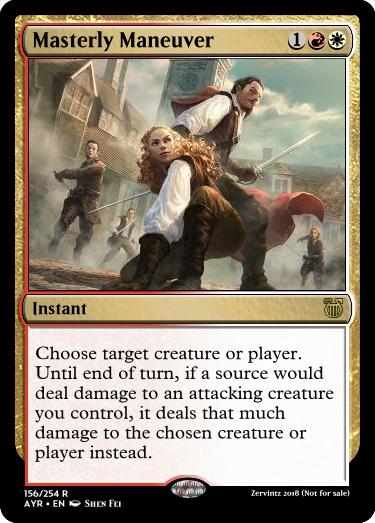 Masterly Maneuver 1
Instant
Choose target creature or player.
Until end of turn, if a source would
deal damage to an attacking creature
you control, it deals that much
damage to the chosen creature or
player instead.
156/254 R
AYR • EN SHEN FEI
Zervintz 2018 (Not for sale)